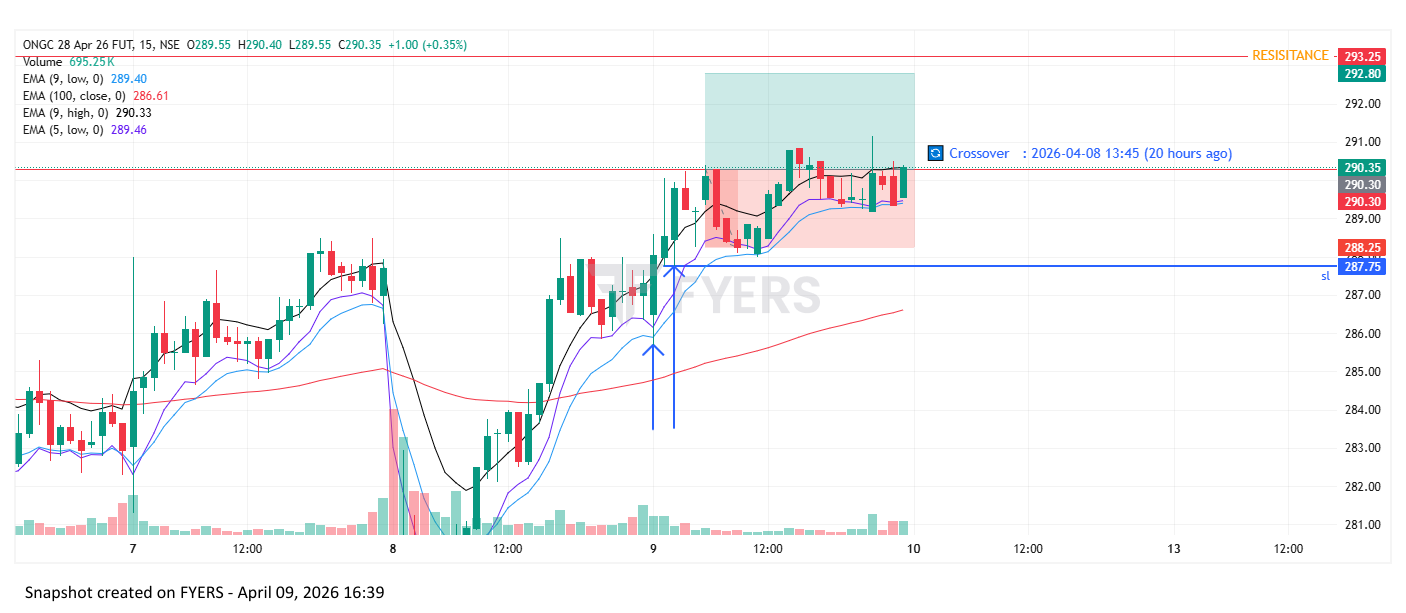 ONGC 28 Apr 26 FUT, 15, NSE O289.55 H290.40 L289.55 C290.35 +1.00 (+0.35%)
Volume 695.25K
EMA (9, low, 0) 289.40
EMA (100, close, 0) 286.61
EMA (9, high, 0) 290.33
EMA (5, low, 0) 289.46
RESISITANCE
293.25
292.80
292.00
291.00
Crossover : 2026-04-08 13:45 (20 hours ago)
290.35
290.30
290.30
289.00
288.25
287.75
sl
FYERS
287.00
286.00
285.00
284.00
283.00
282.00
281.00
7 12:00 8 12:00 9 12:00 10 12:00 13 12:00
Snapshot created on FYERS - April 09, 2026 16:39